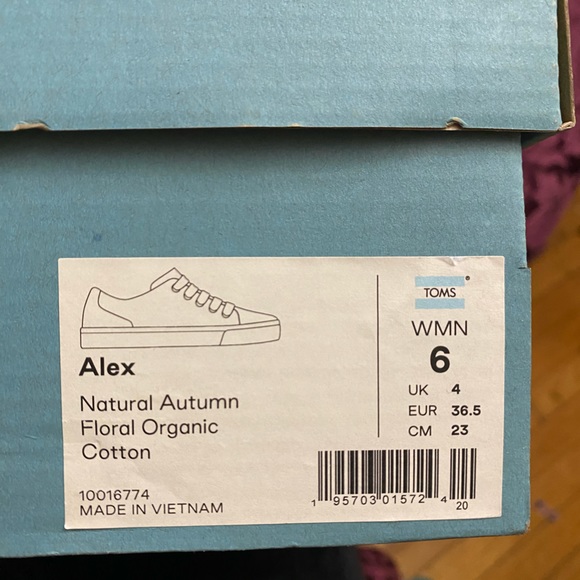 Alex
Natural Autumn
Floral Organic
Cotton
10016774
MADE IN VIETNAM
TOMS®
WMN
6
UK 4
EUR 36.5
CM 23
1 95703 01572 4 20